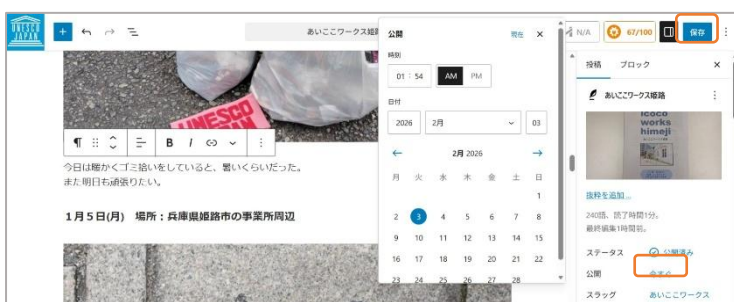 UNESCO
JAPAN
あいここワークス姫路
N/A
67/100
保存
公開
現在
時刻
01 : 54
AM
PM
日付
2026
2月
03
2月 2026
月 火 水 木 金 土 日
1
2 3 4 5 6 7 8
9 10 11 12 13 14 15
16 17 18 19 20 21 22
23 24 25 26 27 28
投稿
ブロック
あいここワークス姫路
works
himeji
抜粋を追加...
240語、読了時間1分。
最終編集1時間前。
ステータス
公開済み
公開
今すぐ
スラッグ
あいここワークス
UNESCO
B I
今日は暖かくゴミ拾いをしていると、暑いくらいだった。
また明日も頑張りたい。
1月5日(月) 場所：兵庫県姫路市の事業所周辺